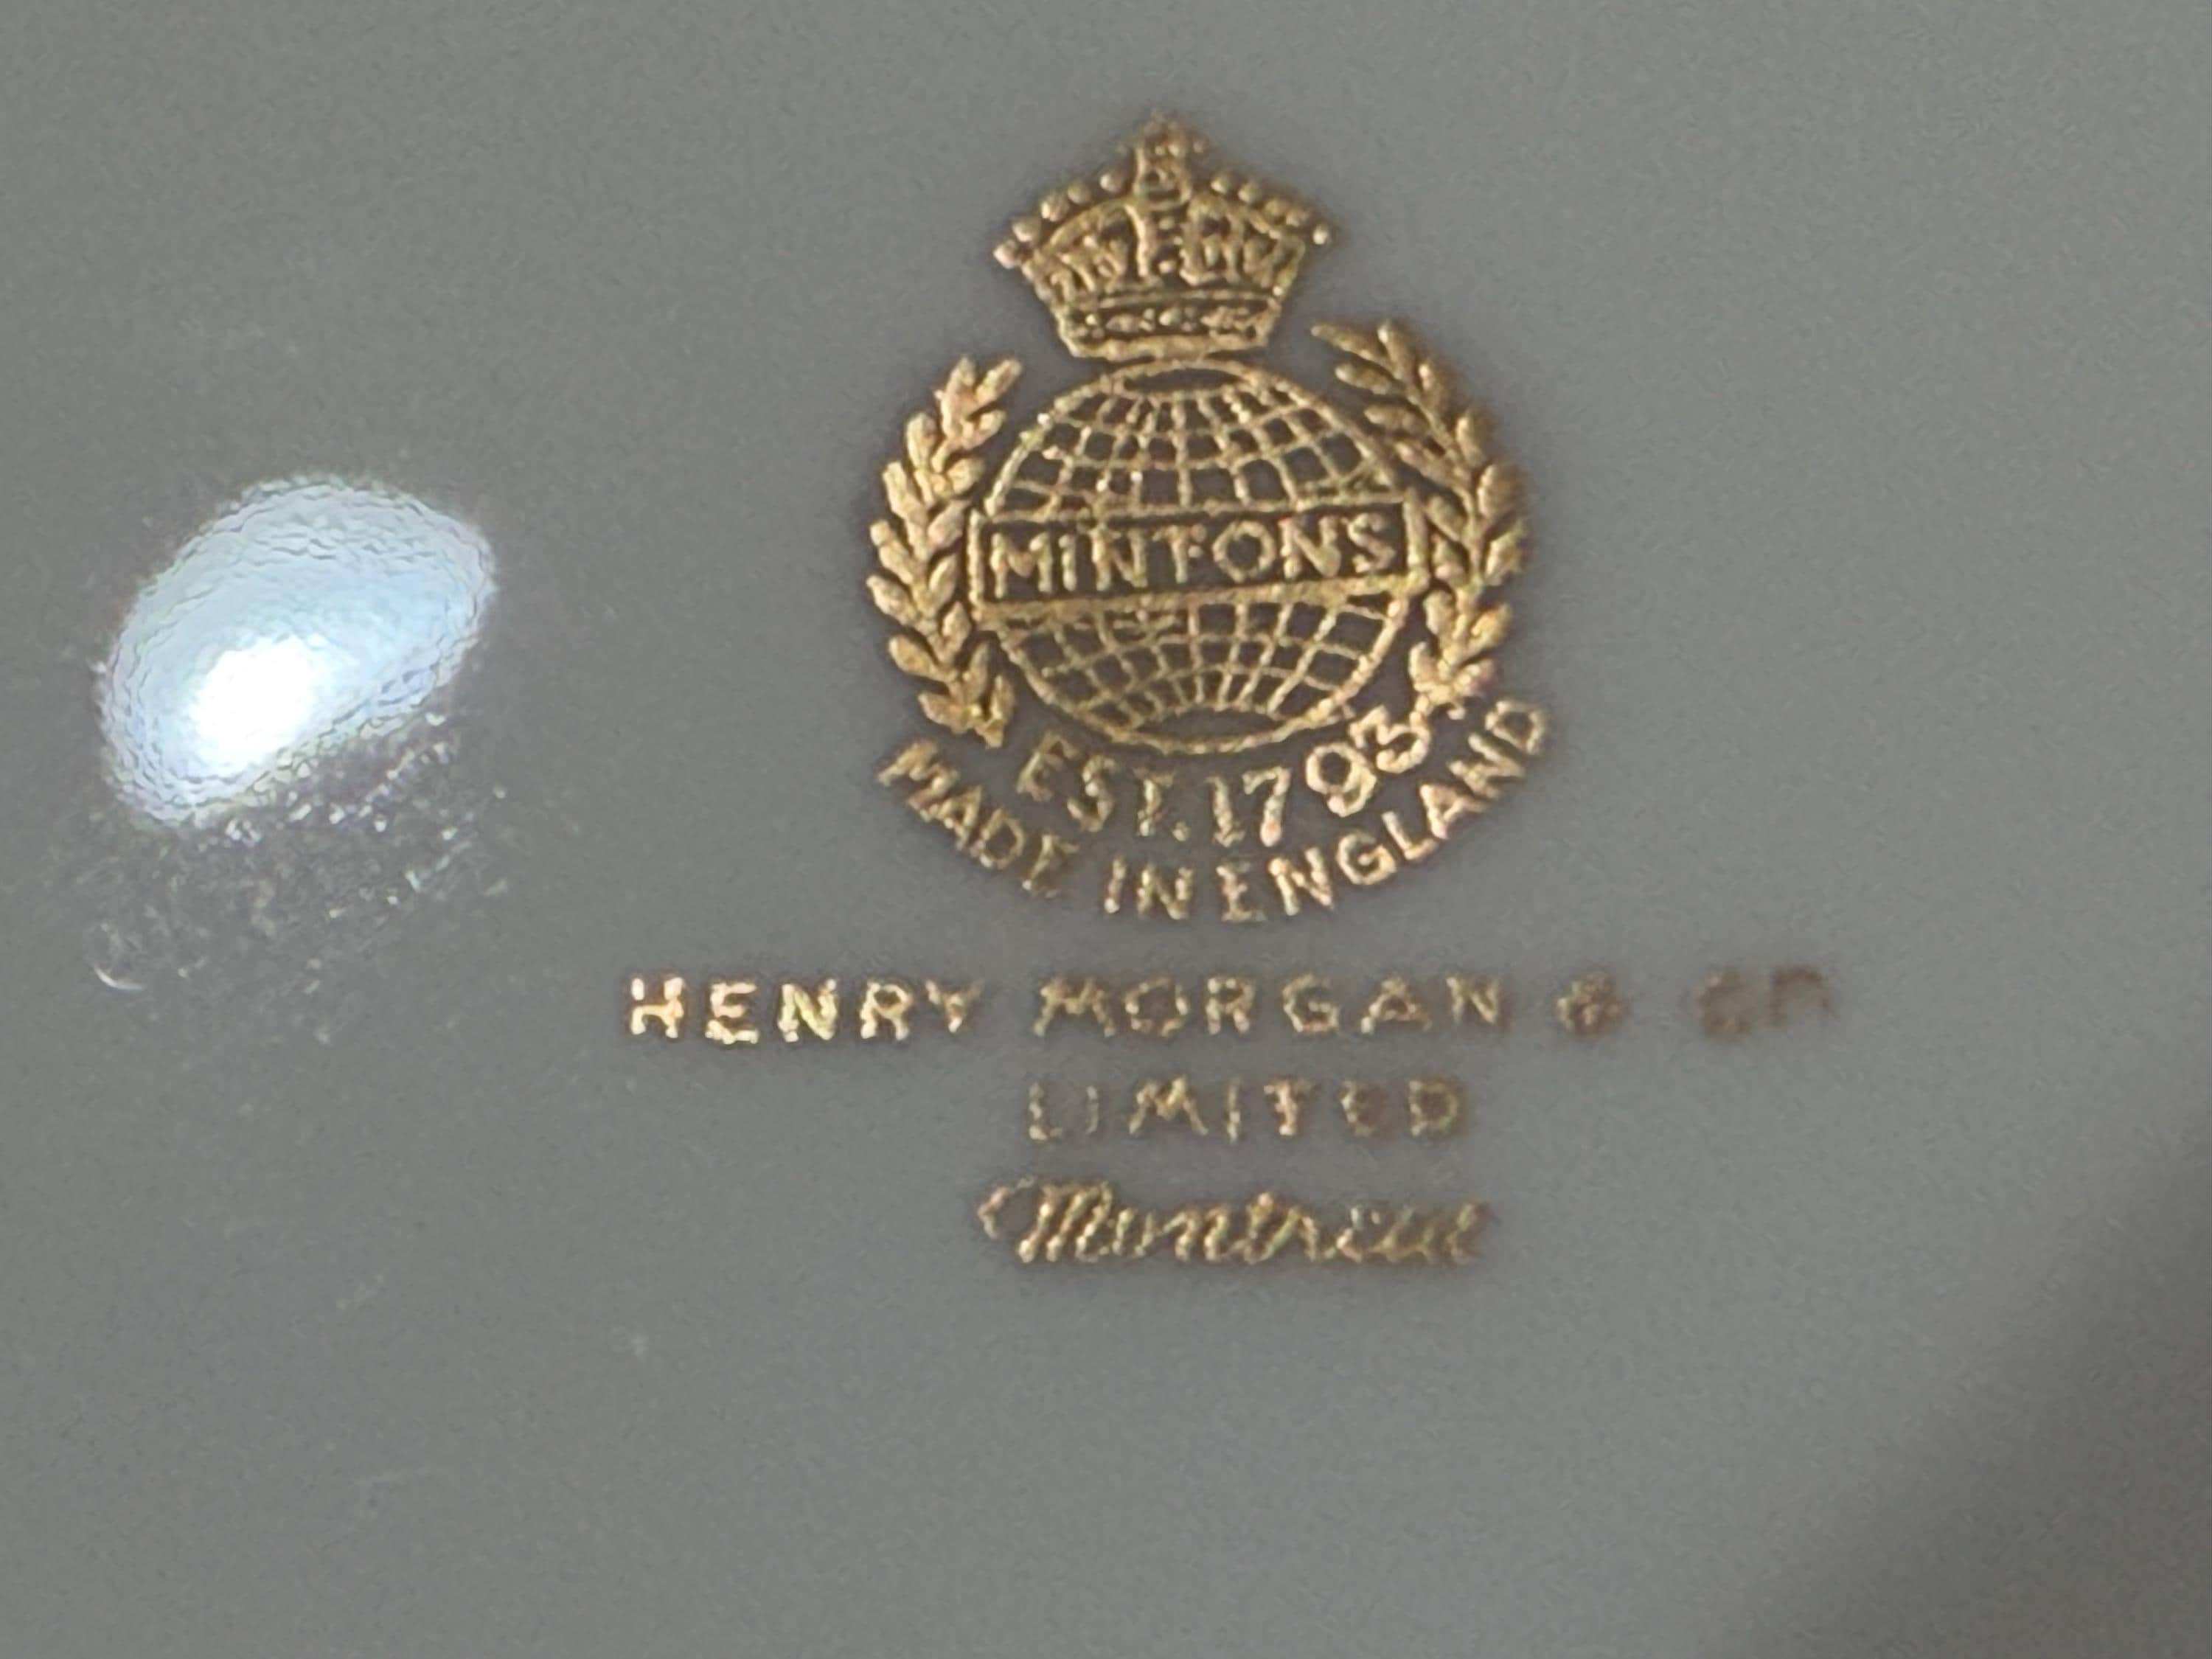 MINTONS
EST. 1793
MADE IN ENGLAND
HENRY MORGAN & CO
LIMITED
Montreal